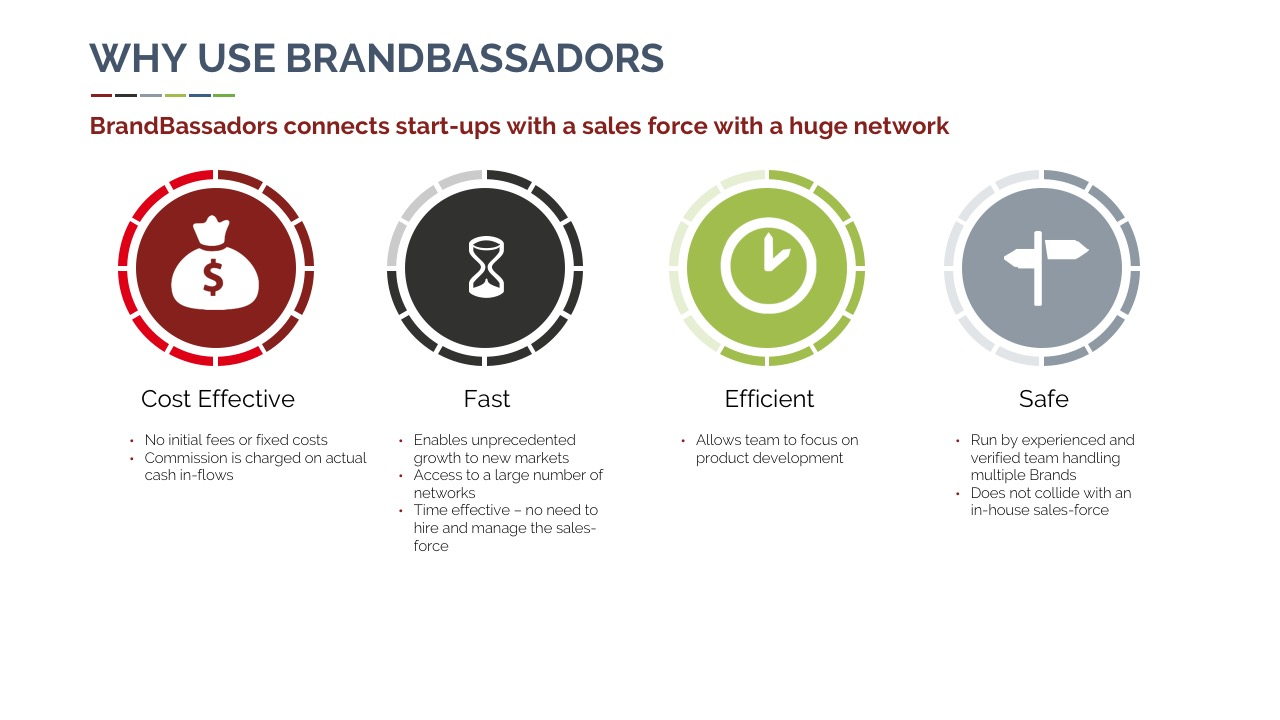 WHY USE BRANDBASSADORS
BrandBassadors connects start-ups with a sales force with a huge network
$
Cost Effective
• No initial fees or fixed costs
• Commission is charged on actual
cash in-flows
Fast
• Enables unprecedented
growth to new markets
• Access to a large number of
networks
• Time effective – no need to
hire and manage the sales-
force
Efficient
• Allows team to focus on
product development
Safe
• Run by experienced and
verified team handling
multiple Brands
• Does not collide with an
in-house sales-force